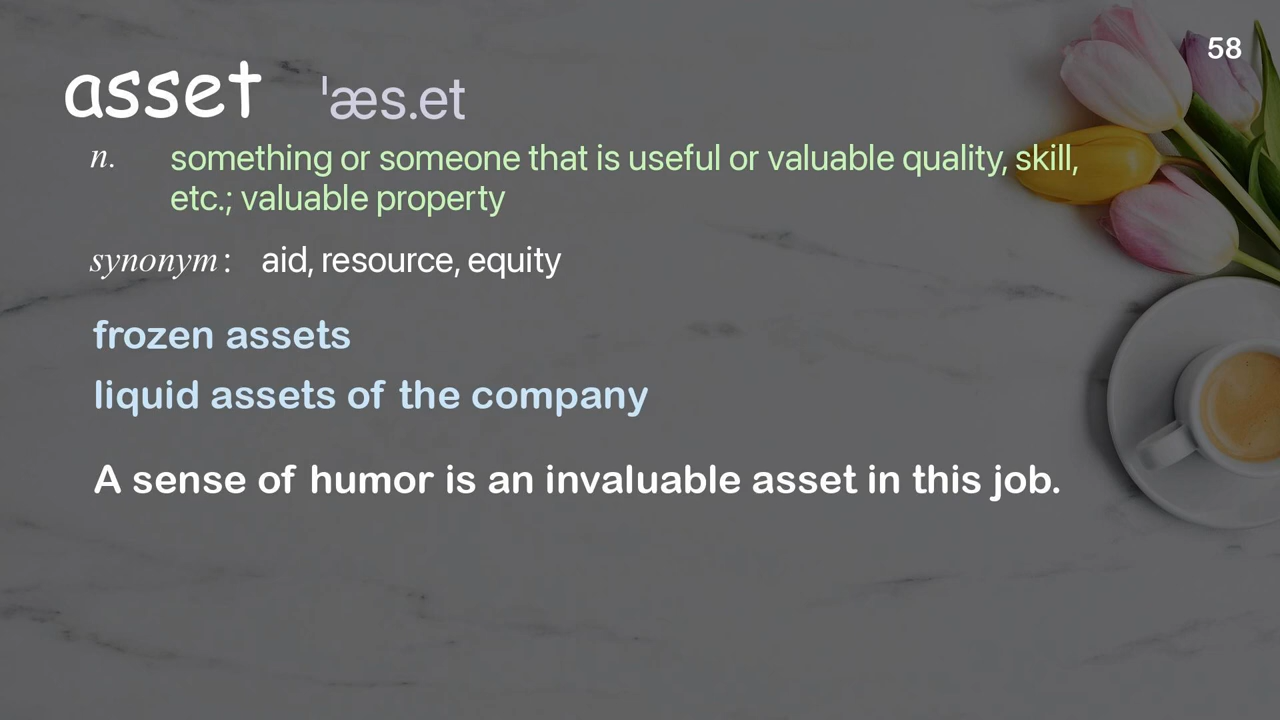 58
asset ˈæs.et
n. something or someone that is useful or valuable quality, skill,
etc.; valuable property
synonym: aid, resource, equity
frozen assets
liquid assets of the company
A sense of humor is an invaluable asset in this job.